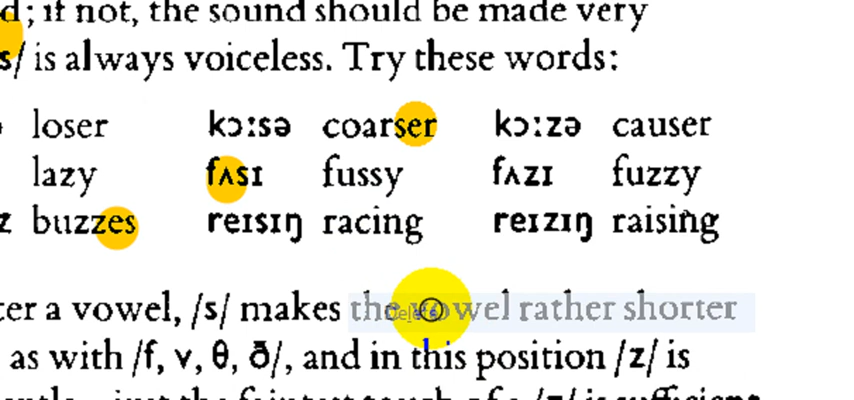 d; if not, the sound should be made very
s/ is always voiceless. Try these words:
loser kɔːsə coarser kɔːzə causer
lazy fʌsɪ fussy fʌzɪ fuzzy
z buzzes reɪsɪŋ racing reɪzɪŋ raising
ter a vowel, /s/ makes the vowel rather shorter
as with /f, v, θ, ð/, and in this position /z/ is